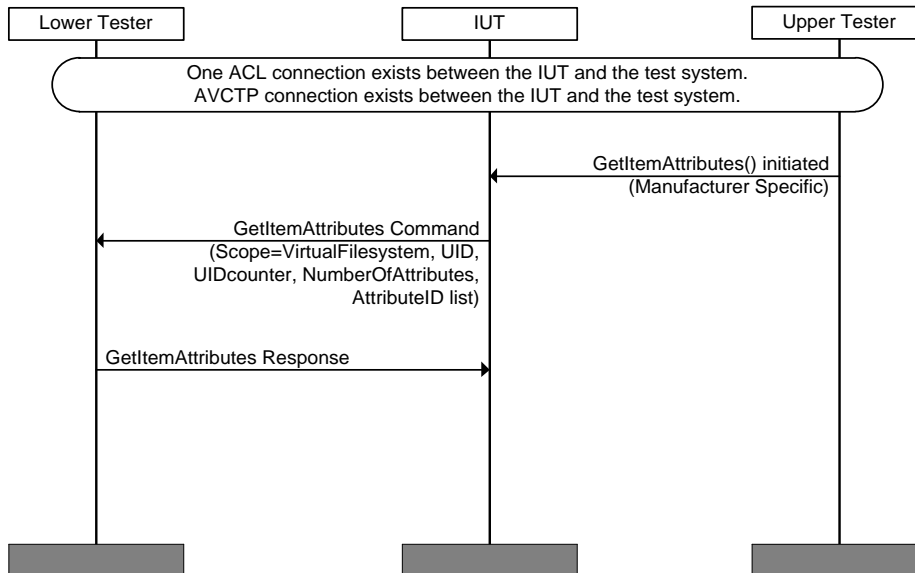 Lower Tester
IUT
Upper Tester
One ACL connection exists between the IUT and the test system.
AVCTP connection exists between the IUT and the test system.
GetItemAttributes() initiated
(Manufacturer Specific)
GetItemAttributes Command
(Scope=VirtualFilesystem, UID,
UIDcounter, NumberOfAttributes,
AttributeID list)
GetItemAttributes Response